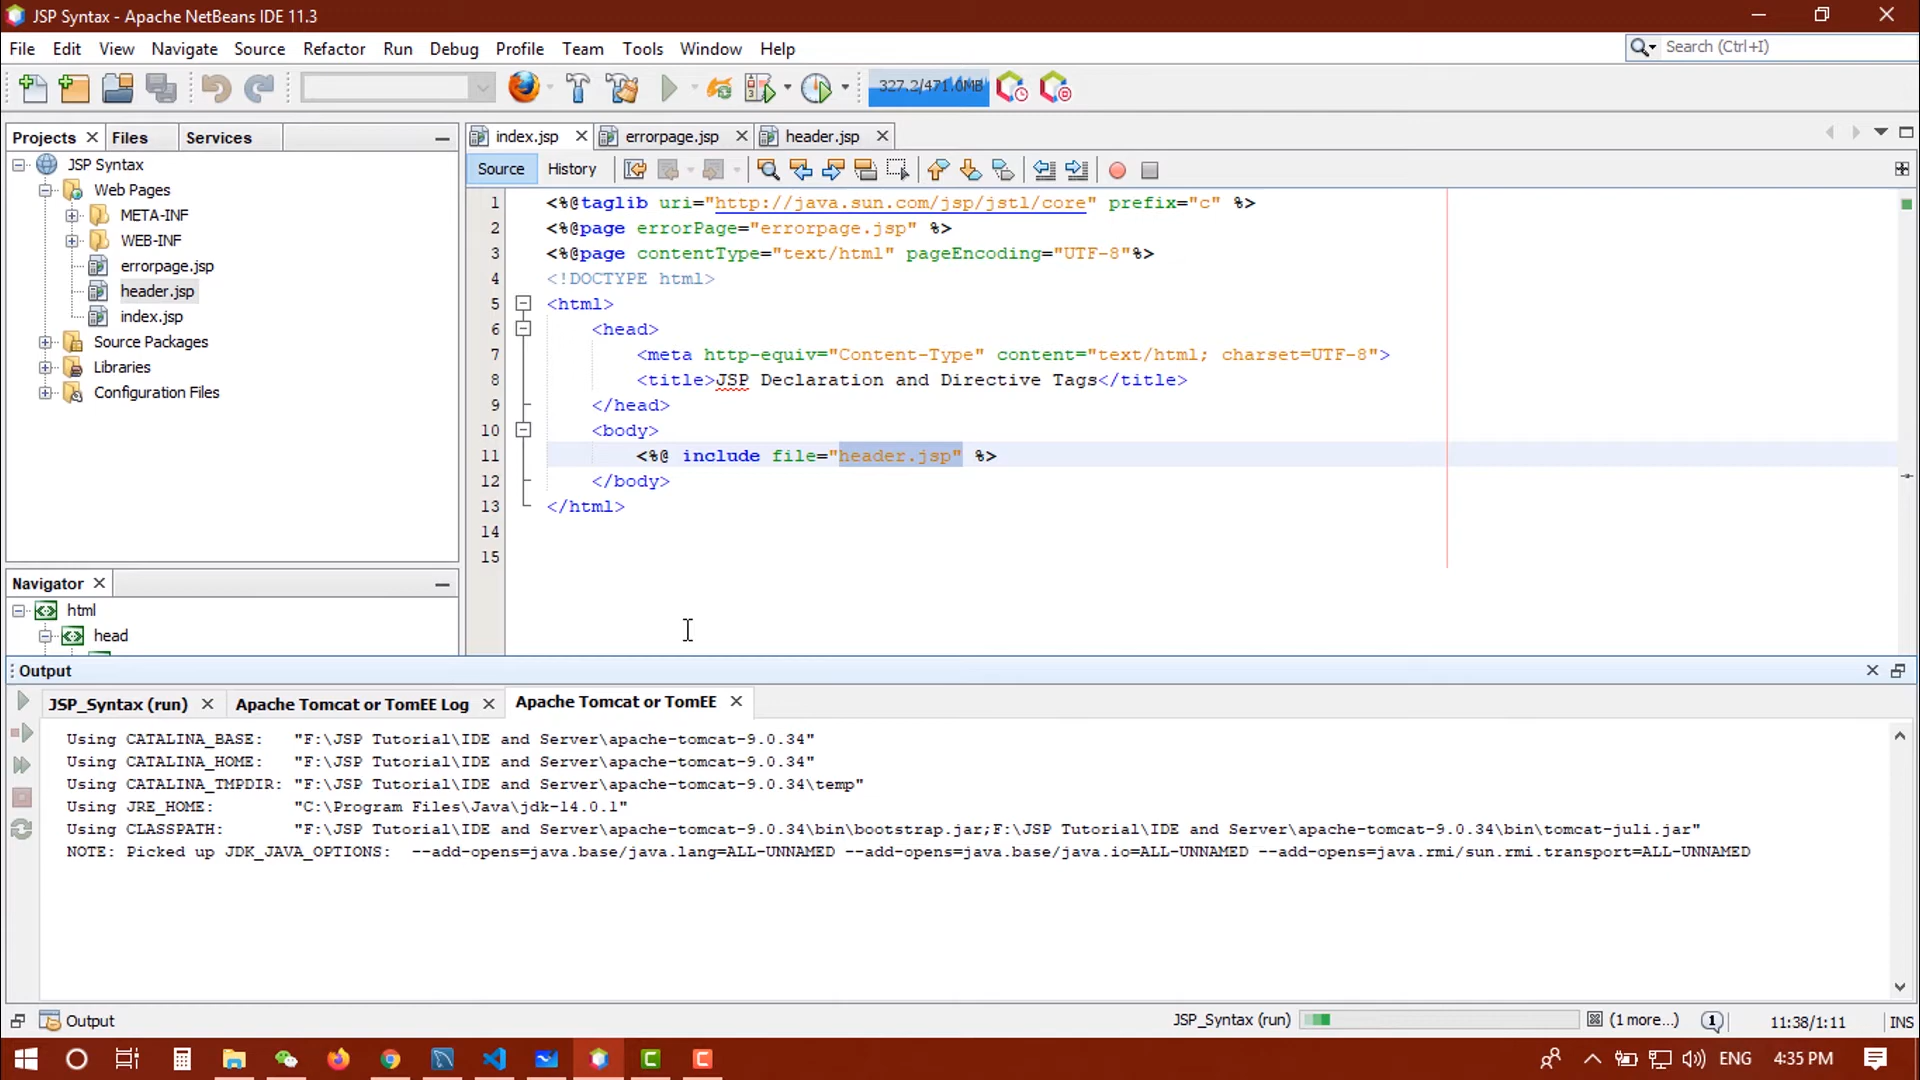 JSP Syntax - Apache NetBeans IDE 11.3
File Edit View Navigate Source Refactor Run Debug Profile Team Tools Window Help
Search (Ctrl+I)
327.2/471.0MB
Projects Files Services
index.jsp errorpage.jsp header.jsp
Source History
JSP Syntax
Web Pages
META-INF
WEB-INF
errorpage.jsp
header.jsp
index.jsp
Source Packages
Libraries
Configuration Files
1 <%@taglib uri="http://java.sun.com/jsp/jstl/core" prefix="c" %>
2 <%@page errorPage="errorpage.jsp" %>
3 <%@page contentType="text/html" pageEncoding="UTF-8"%>
4 <!DOCTYPE html>
5 <html>
6 <head>
7 <meta http-equiv="Content-Type" content="text/html; charset=UTF-8">
8 <title>JSP Declaration and Directive Tags</title>
9 </head>
10 <body>
11 <%@ include file="header.jsp" %>
12 </body>
13 </html>
14
15
Navigator
html
head
Output
JSP_Syntax (run) Apache Tomcat or TomEE Log Apache Tomcat or TomEE
Using CATALINA_BASE: "F:\JSP Tutorial\IDE and Server\apache-tomcat-9.0.34"
Using CATALINA_HOME: "F:\JSP Tutorial\IDE and Server\apache-tomcat-9.0.34"
Using CATALINA_TMPDIR: "F:\JSP Tutorial\IDE and Server\apache-tomcat-9.0.34\temp"
Using JRE_HOME: "C:\Program Files\Java\jdk-14.0.1"
Using CLASSPATH: "F:\JSP Tutorial\IDE and Server\apache-tomcat-9.0.34\bin\bootstrap.jar;F:\JSP Tutorial\IDE and Server\apache-tomcat-9.0.34\bin\tomcat-juli.jar"
NOTE: Picked up JDK_JAVA_OPTIONS: --add-opens=java.base/java.lang=ALL-UNNAMED --add-opens=java.base/java.io=ALL-UNNAMED --add-opens=java.rmi/sun.rmi.transport=ALL-UNNAMED
Output
JSP_Syntax (run) (1 more...) 1 11:38/1:11 INS
ENG 4:35 PM